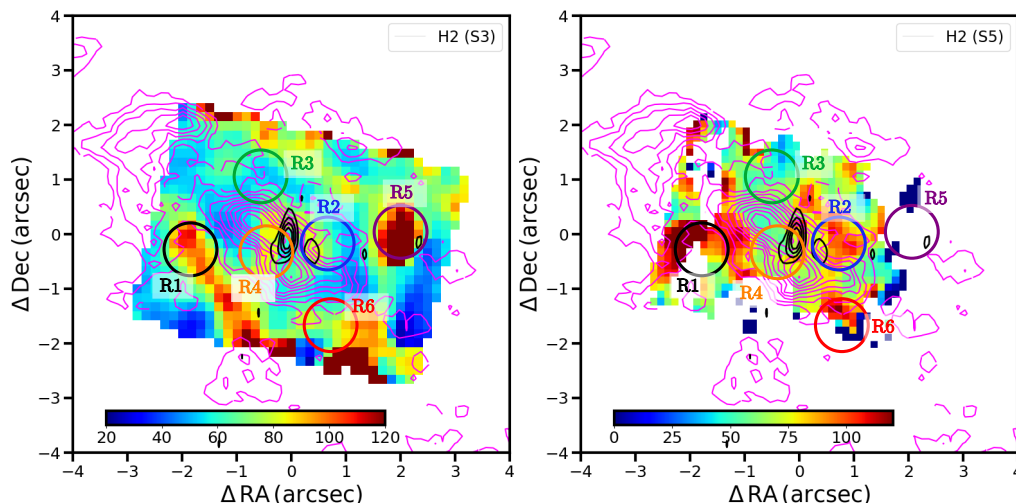 4
3
2
1
0
−1
−2
−3
−4
Δ Dec (arcsec)
H2 (S3)
R3
R5
R2
R1
R4
R6
20 40 60 80 100 120
−4 −3 −2 −1 0 1 2 3 4
Δ RA (arcsec)
4
3
2
1
0
−1
−2
−3
−4
Δ Dec (arcsec)
H2 (S5)
R3
R5
R2
R1
R4
R6
0 25 50 75 100
−4 −3 −2 −1 0 1 2 3 4
Δ RA (arcsec)